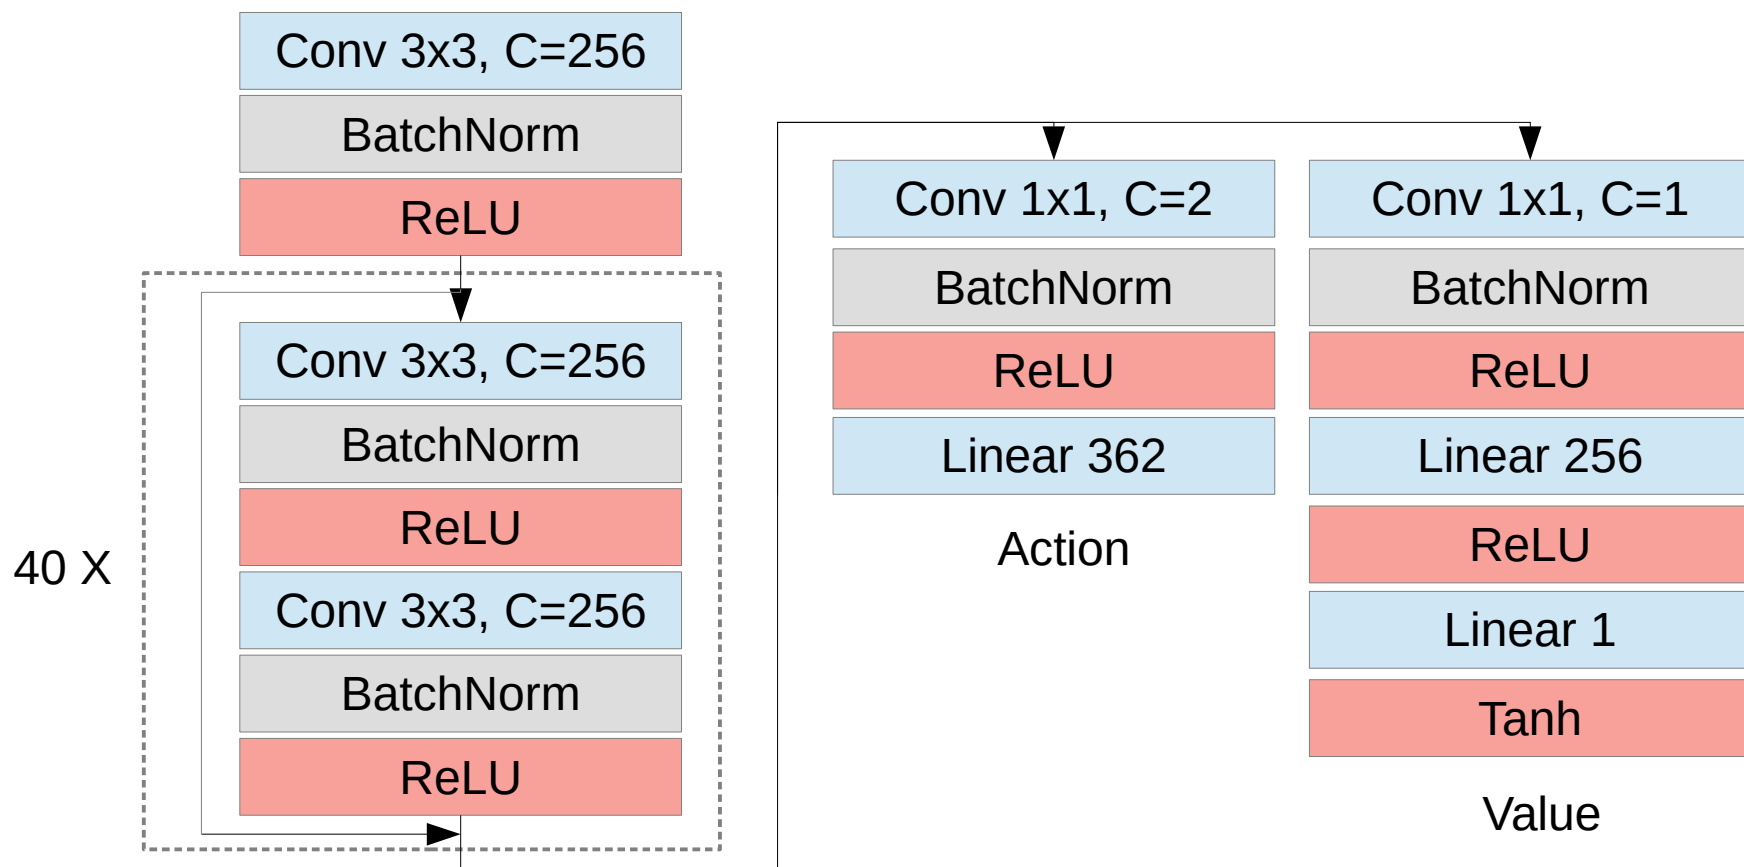 Conv 3x3, C=256
BatchNorm
ReLU
40 X
Conv 3x3, C=256
BatchNorm
ReLU
Conv 3x3, C=256
BatchNorm
ReLU
Conv 1x1, C=2
BatchNorm
ReLU
Linear 362
Action
Conv 1x1, C=1
BatchNorm
ReLU
Linear 256
ReLU
Linear 1
Tanh
Value